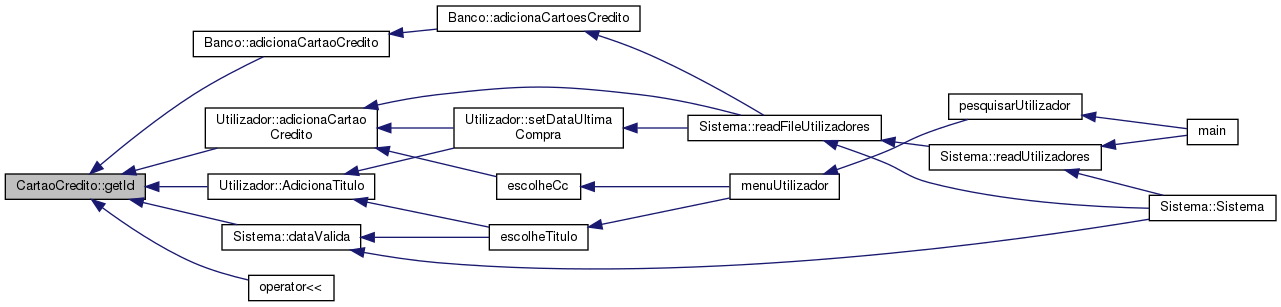 Banco::adicionaCartoesCredito
Banco::adicionaCartaoCredito
pesquisarUtilizador
Utilizador::adicionaCartao
Credito
Utilizador::setDataUltima
Compra
Sistema::readFileUtilizadores
main
Sistema::readUtilizadores
CartaoCredito::getId
Utilizador::AdicionaTitulo
escolheCc
menuUtilizador
Sistema::Sistema
Sistema::dataValida
escolheTitulo
operator<<